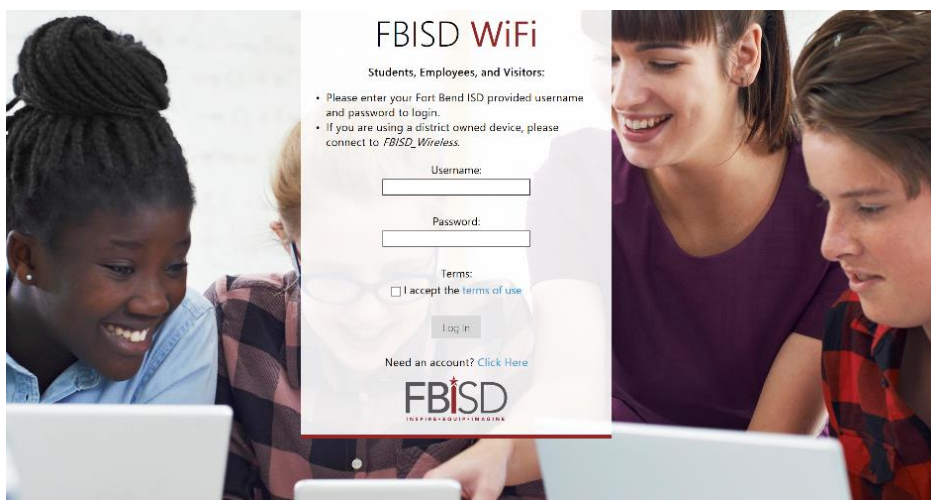 FBISD WiFi
Students, Employees, and Visitors:
• Please enter your Fort Bend ISD provided username
and password to login.
• If you are using a district owned device, please
connect to FBISD_Wireless.
Username:
Password:
Terms:
I accept the terms of use
Log In
Need an account? Click Here
FBISD
INSPIRE•EQUIP•IMAGINE